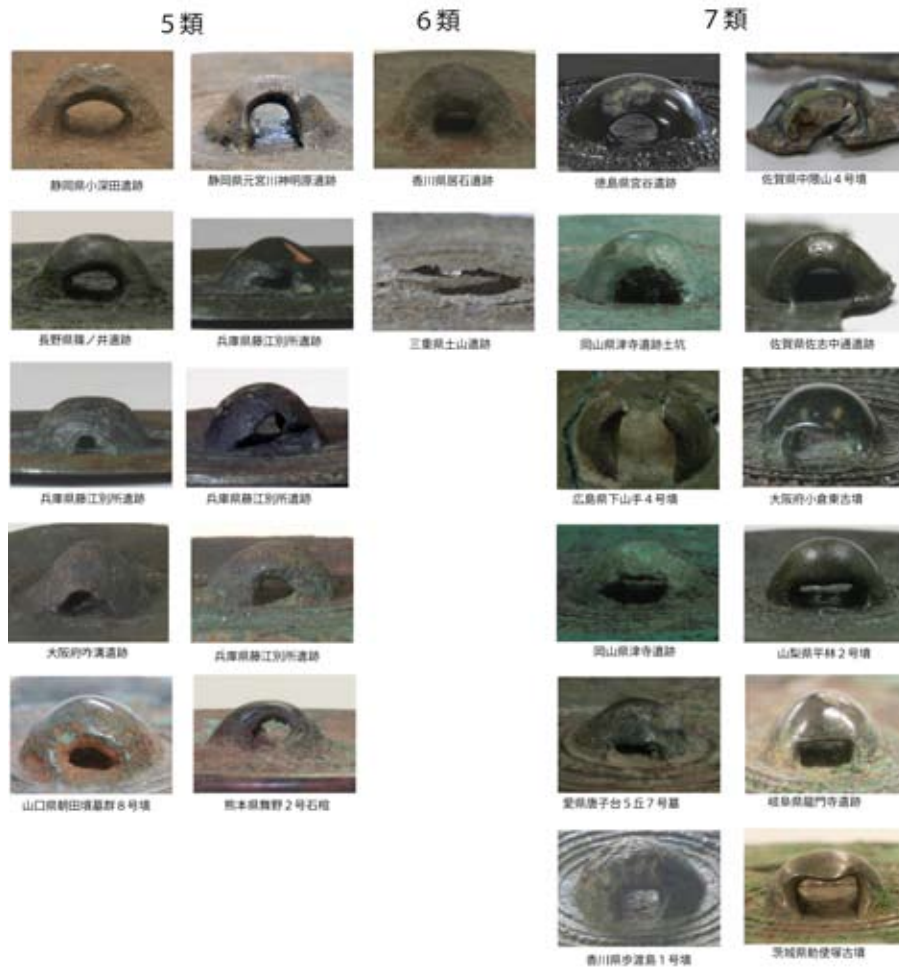 5類
6類
7類
静岡県小深田遺跡
静岡県元宮川神明原遺跡
香川県居石遺跡
徳島県宮谷遺跡
佐賀県中隈山4号墳
長野県篠ノ井遺跡
兵庫県藤江別所遺跡
三重県土山遺跡
岡山県津寺遺跡土坑
佐賀県佐志中通遺跡
兵庫県藤江別所遺跡
兵庫県藤江別所遺跡
広島県下山手4号墳
大阪府小倉東古墳
大阪府咋溝遺跡
兵庫県藤江別所遺跡
岡山県津寺遺跡
山梨県平林2号墳
山口県朝田墳墓群8号墳
熊本県舞野2号石棺
愛県唐子台5丘7号墓
岐阜県龍門寺遺跡
香川県歩渡島1号墳
茨城県勅使塚古墳